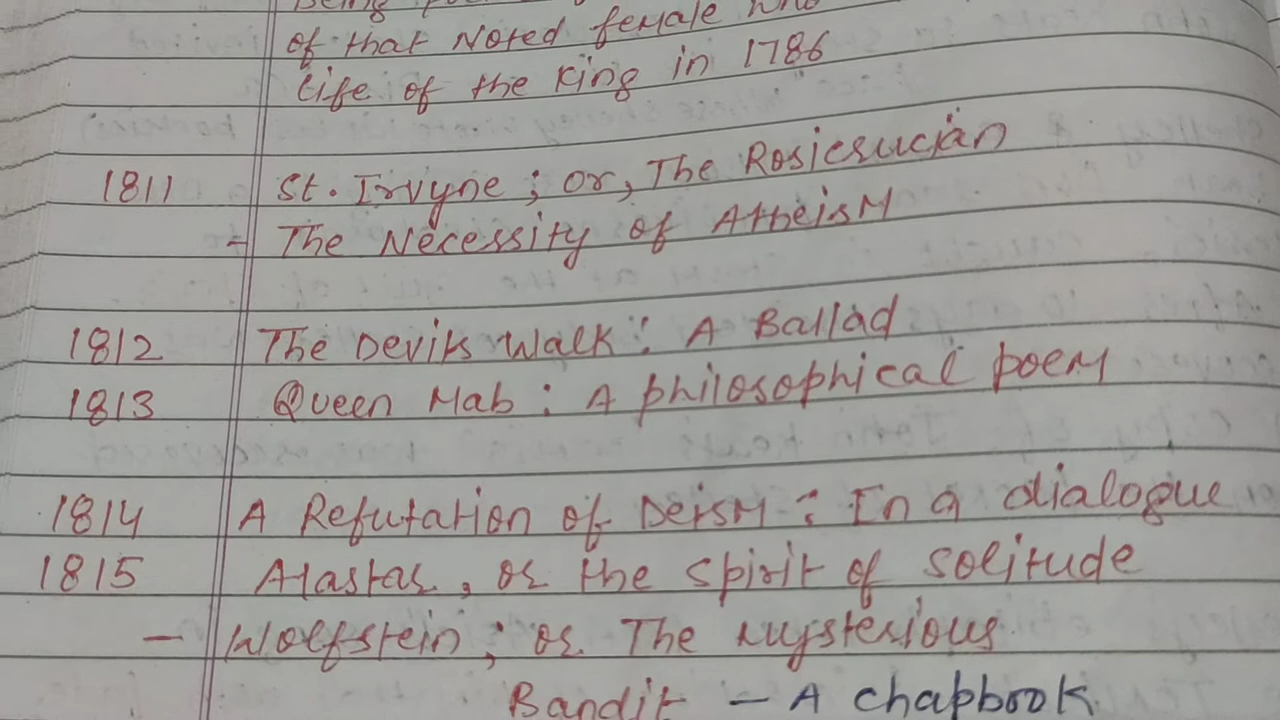 of that Noted female who
life of the King in 1786
1811 St. Irvyne ; or, The Rosicrucian
- The Necessity of Atheism
1812 The Devils Walk : A Ballad
1813 Queen Mab : A philosophical poem
1814 A Refutation of Deism : In a dialogue
1815 Alastar, or the spirit of solitude
- Wolfstein ; or The Mysterious
Bandit - A chapbook